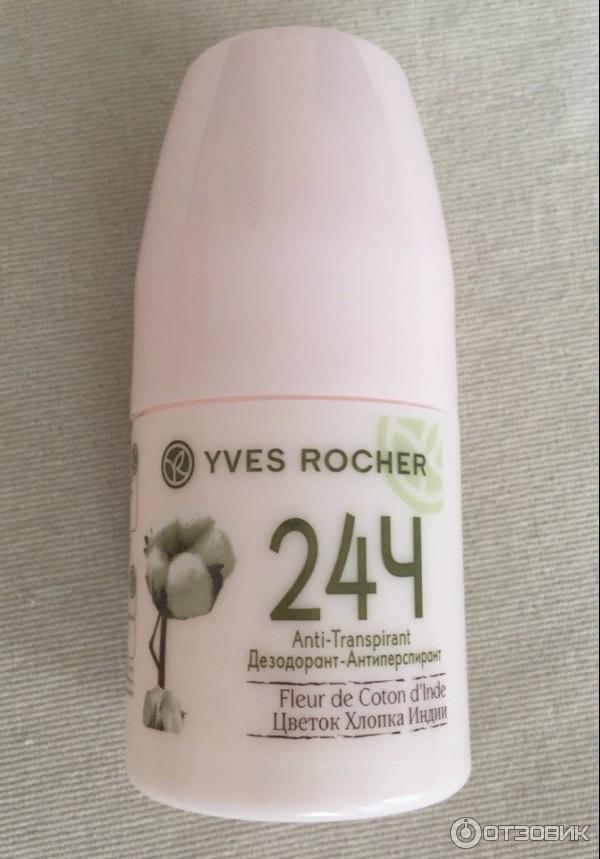 YVES ROCHER
24Ч
Anti-Transpirant
Дезодорант-Антиперспирант
Fleur de Coton d'Inde
Цветок Хлопка Индии
ОТЗОВИК